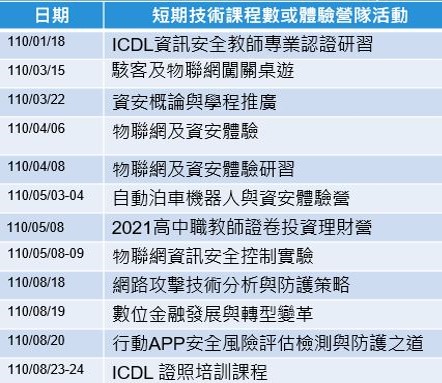 日期 短期技術課程數或體驗營隊活動
110/01/18 ICDL資訊安全教師專業認證研習
110/03/15 駭客及物聯網闖關桌遊
110/03/22 資安概論與學程推廣
110/04/06 物聯網及資安體驗
110/04/08 物聯網及資安體驗研習
110/05/03-04 自動泊車機器人與資安體驗營
110/05/08 2021高中職教師證卷投資理財營
110/05/08-09 物聯網資訊安全控制實驗
110/08/18 網路攻擊技術分析與防護策略
110/08/19 數位金融發展與轉型變革
110/08/20 行動APP安全風險評估檢測與防護之道
110/08/23-24 ICDL 證照培訓課程